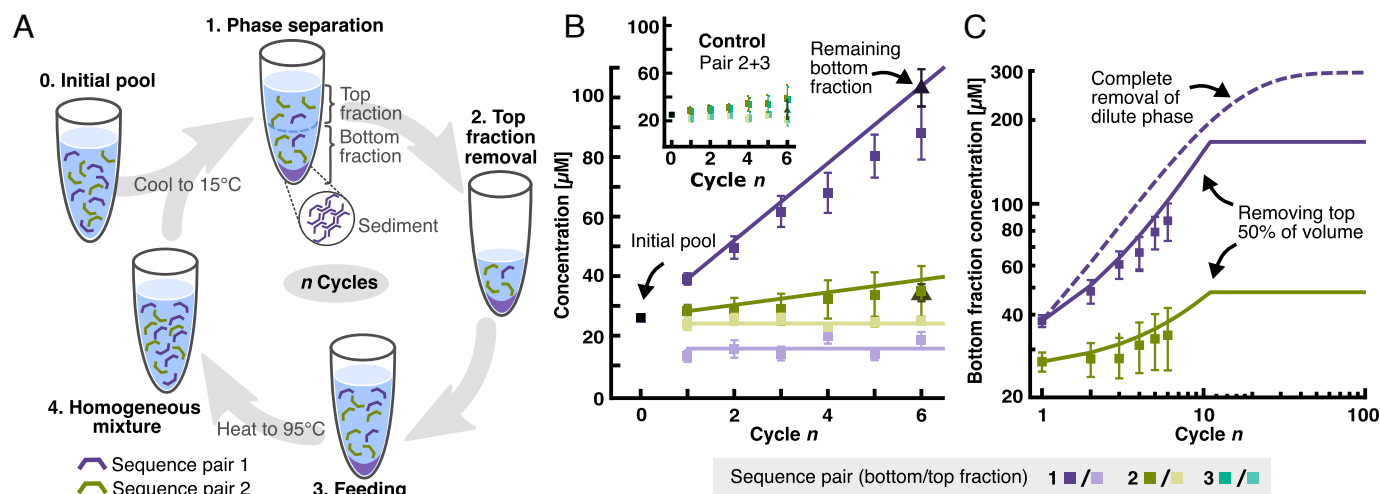 A
0. Initial pool
1. Phase separation
Top
fraction
Bottom
fraction
Sediment
Cool to 15°C
2. Top
fraction
removal
n Cycles
4. Homogeneous
mixture
Heat to 95°C
3. Feeding
Sequence pair 1
Sequence pair 2
B
Concentration [µM]
100
80
60
40
20
0
Initial pool
Control
Pair 2+3
100
60
20
0
2
4
6
Cycle n
Remaining
bottom
fraction
0
2
4
6
Cycle n
C
Bottom fraction concentration [µM]
300
200
100
80
60
40
20
Complete
removal of
dilute phase
Removing top
50% of volume
1
10
100
Cycle n
Sequence pair (bottom/top fraction) 1 / 2 / 3 /